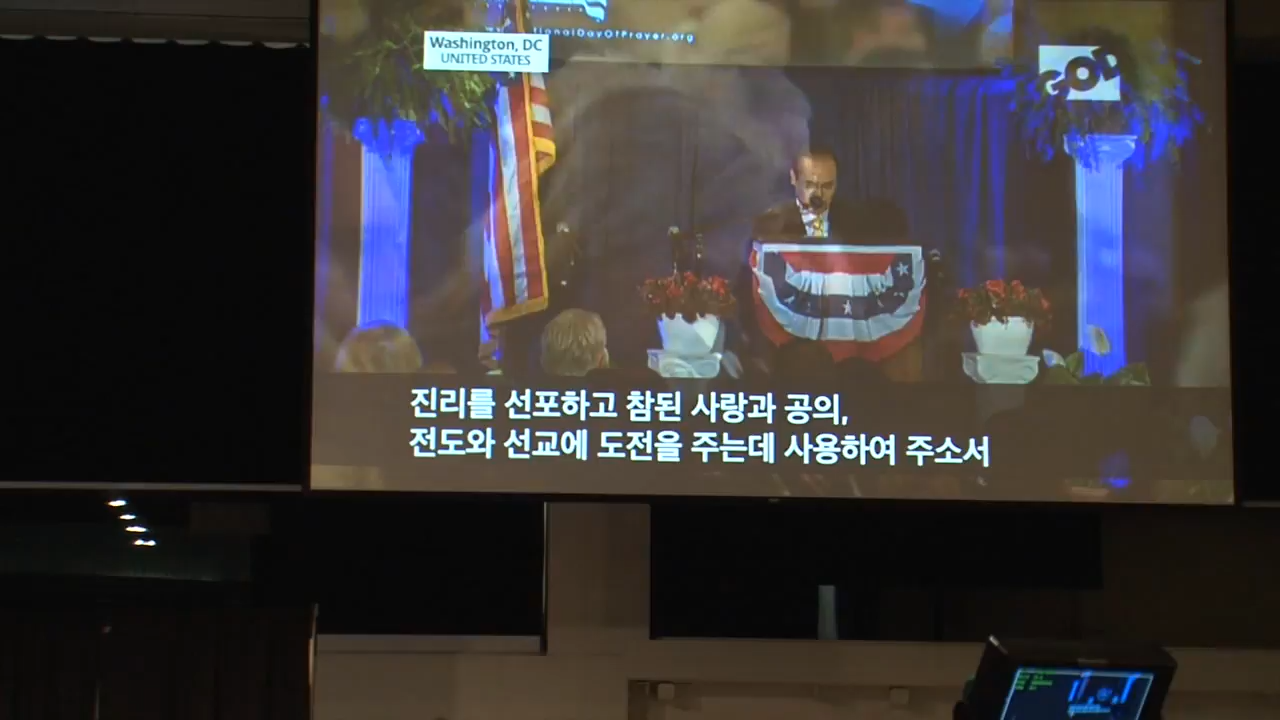 tionalDayOfPrayer.org
Washington, DC
UNITED STATES
GOD
진리를 선포하고 참된 사랑과 공의,
전도와 선교에 도전을 주는데 사용하여 주소서